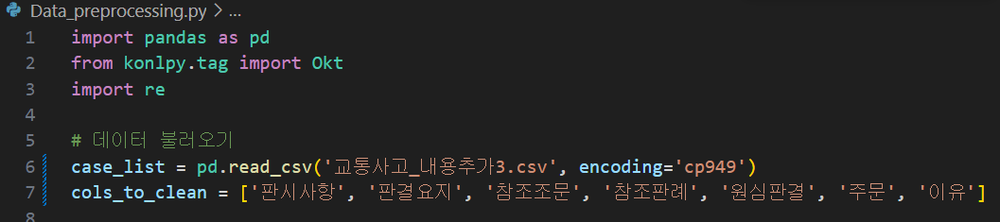 Data_preprocessing.py > ...
1 import pandas as pd
2 from konlpy.tag import Okt
3 import re
4
5 # 데이터 불러오기
6 case_list = pd.read_csv('교통사고_내용추가3.csv', encoding='cp949')
7 cols_to_clean = ['판시사항', '판결요지', '참조조문', '참조판례', '원심판결', '주문', '이유']
8